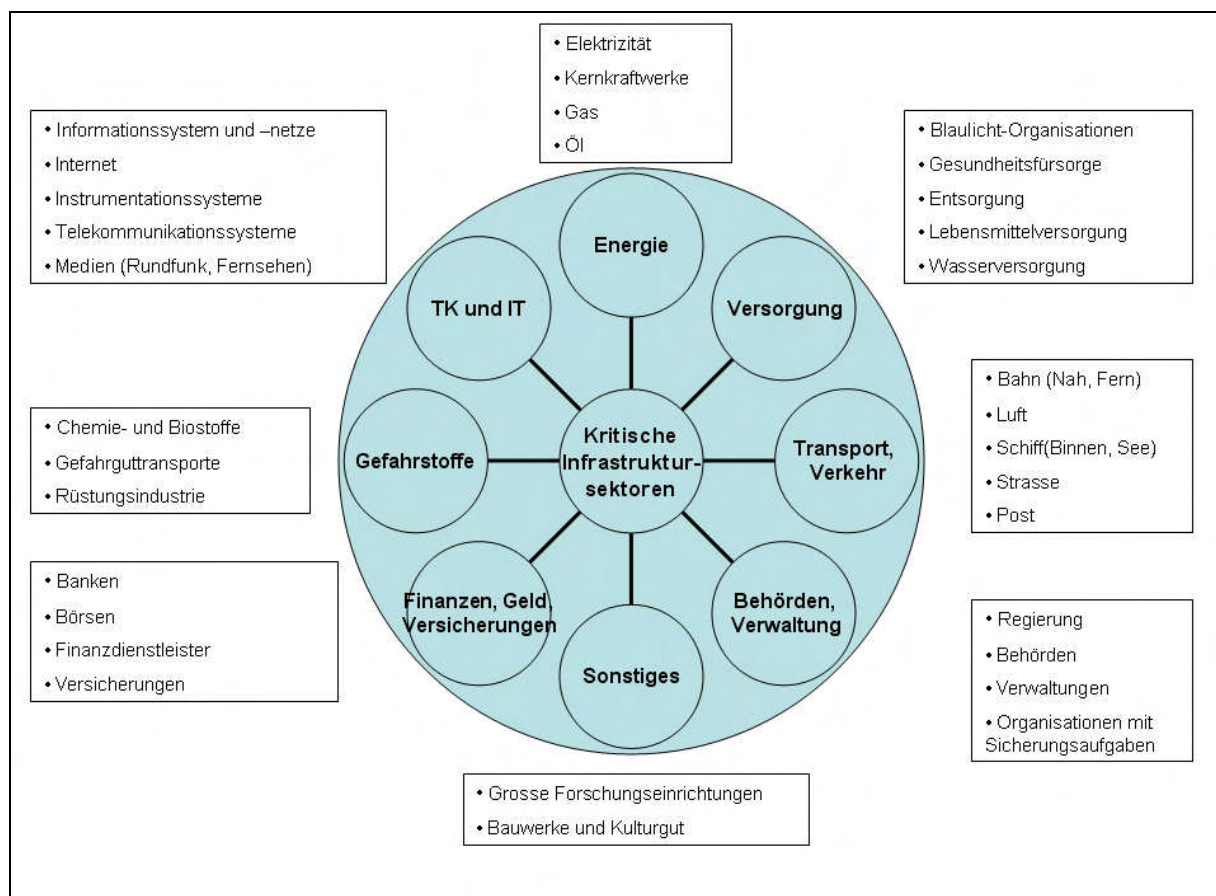 • Elektrizität
• Kernkraftwerke
• Gas
• Öl
• Informationssystem und –netze
• Internet
• Instrumentationssysteme
• Telekommunikationssysteme
• Medien (Rundfunk, Fernsehen)
• Blaulicht-Organisationen
• Gesundheitsfürsorge
• Entsorgung
• Lebensmittelversorgung
• Wasserversorgung
Energie
TK und IT
Versorgung
Gefahrstoffe
Kritische
Infrastruktur-
sektoren
Transport,
Verkehr
Finanzen, Geld,
Versicherungen
Behörden,
Verwaltung
Sonstiges
• Chemie- und Biostoffe
• Gefahrguttransporte
• Rüstungsindustrie
• Bahn (Nah, Fern)
• Luft
• Schiff(Binnen, See)
• Strasse
• Post
• Banken
• Börsen
• Finanzdienstleister
• Versicherungen
• Regierung
• Behörden
• Verwaltungen
• Organisationen mit
Sicherungsaufgaben
• Grosse Forschungseinrichtungen
• Bauwerke und Kulturgut